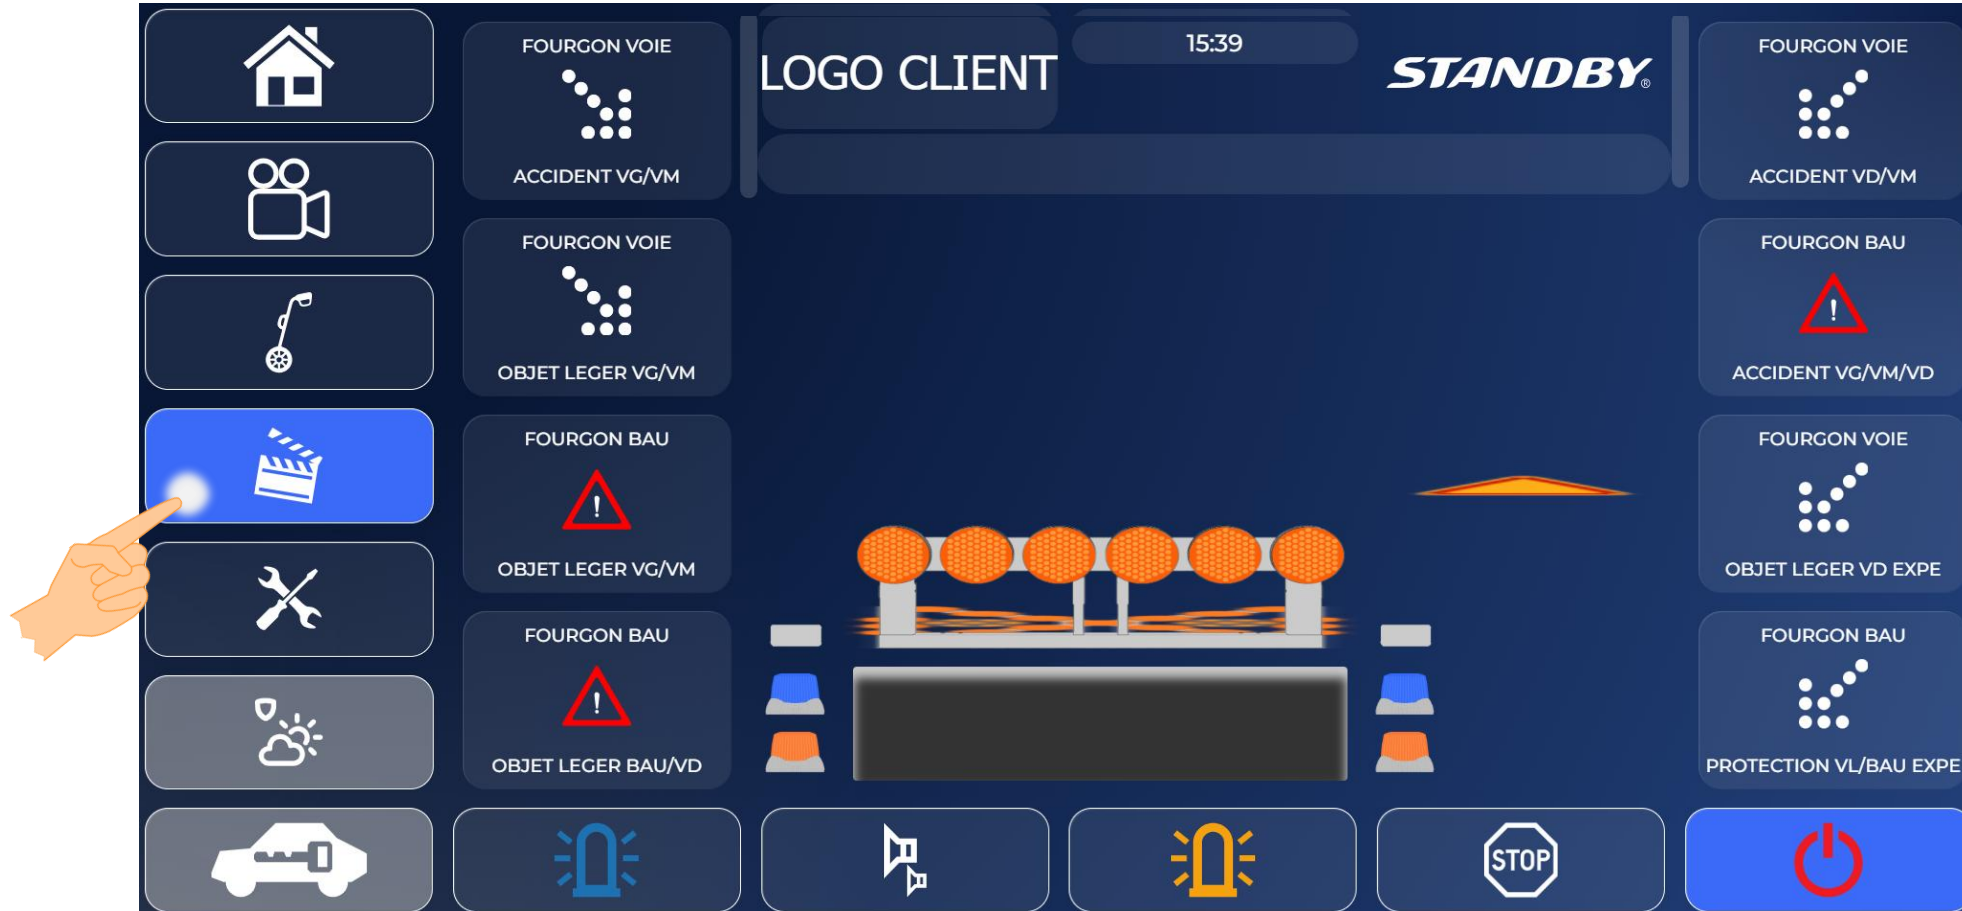 FOURGON VOIE
ACCIDENT VG/VM
FOURGON VOIE
OBJET LEGER VG/VM
FOURGON BAU
!
OBJET LEGER VG/VM
FOURGON BAU
!
OBJET LEGER BAU/VD
LOGO CLIENT
15:39
STANDBY®
FOURGON VOIE
ACCIDENT VD/VM
FOURGON BAU
!
ACCIDENT VG/VM/VD
FOURGON VOIE
OBJET LEGER VD EXPE
FOURGON BAU
PROTECTION VL/BAU EXPE
STOP